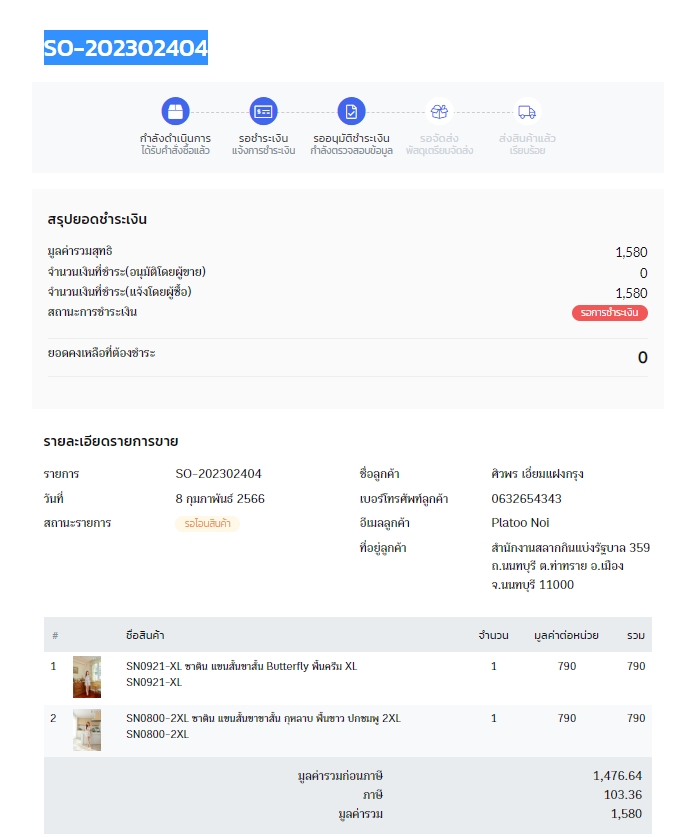 SO-202302404
กำลังดำเนินการ
ได้รับคำสั่งซื้อแล้ว
รอชำระเงิน
แจ้งการชำระเงิน
รออนุมัติชำระเงิน
กำลังตรวจสอบข้อมูล
รอจัดส่ง
พัสดุเตรียมจัดส่ง
ส่งสินค้าแล้ว
เรียบร้อย
สรุปยอดชำระเงิน
มูลค่ารวมสุทธิ 1,580
จำนวนเงินที่ชำระ(อนุมัติโดยผู้ขาย) 0
จำนวนเงินที่ชำระ(แจ้งโดยผู้ซื้อ) 1,580
สถานะการชำระเงิน รอการชำระเงิน
ยอดคงเหลือที่ต้องชำระ 0
รายละเอียดรายการขาย
รายการ SO-202302404
วันที่ 8 กุมภาพันธ์ 2566
สถานะรายการ รอโอนสินค้า
ชื่อลูกค้า ศิวพร เอี่ยมแฝงกรุง
เบอร์โทรศัพท์ลูกค้า 0632654343
อีเมลลูกค้า Platoo Noi
ที่อยู่ลูกค้า สำนักงานสลากกินแบ่งรัฐบาล 359
ถ.นนทบุรี ต.ท่าทราย อ.เมือง
จ.นนทบุรี 11000
# ชื่อสินค้า จำนวน มูลค่าต่อหน่วย รวม
1 SN0921-XL ซาติน แขนสั้นขาสั้น Butterfly พื้นครีม XL 1 790 790
SN0921-XL
2 SN0800-2XL ซาติน แขนสั้นขาขาสั้น กุหลาบ พื้นขาว ปกชมพู 2XL 1 790 790
SN0800-2XL
มูลค่ารวมก่อนภาษี 1,476.64
ภาษี 103.36
มูลค่ารวม 1,580